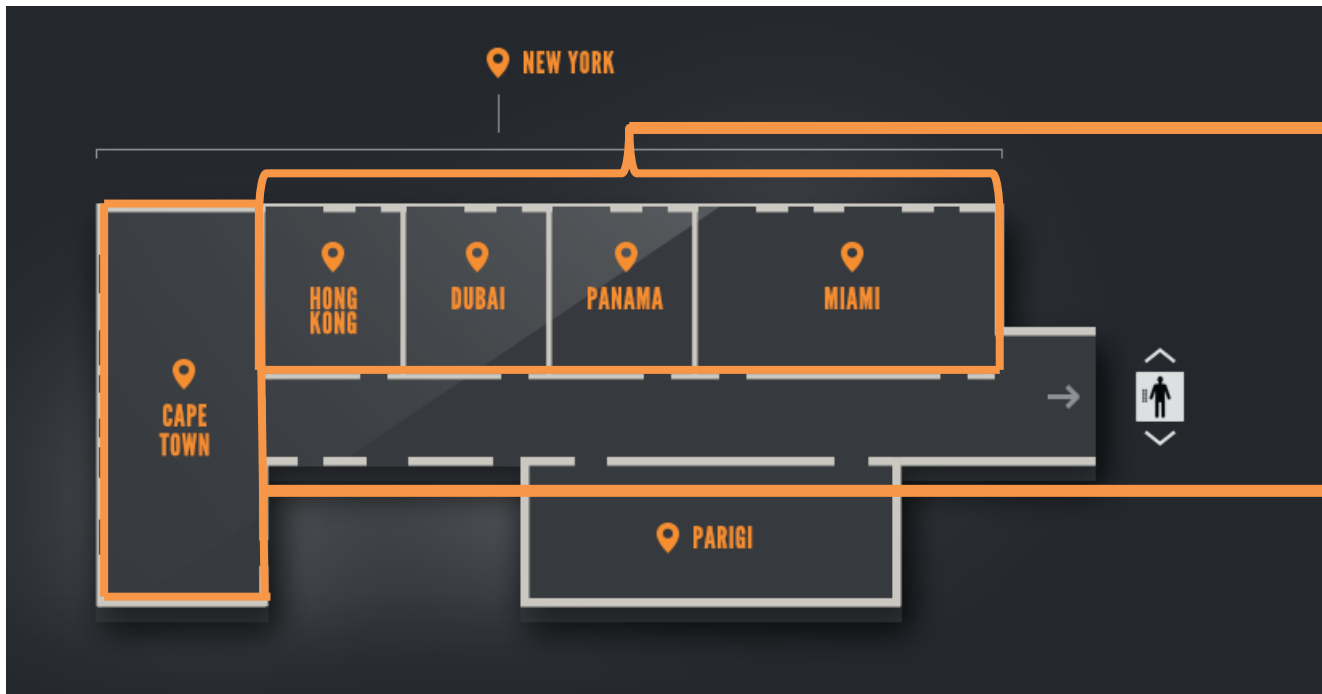 NEW YORK
HONG
KONG
DUBAI
PANAMA
MIAMI
CAPE
TOWN
PARIGI